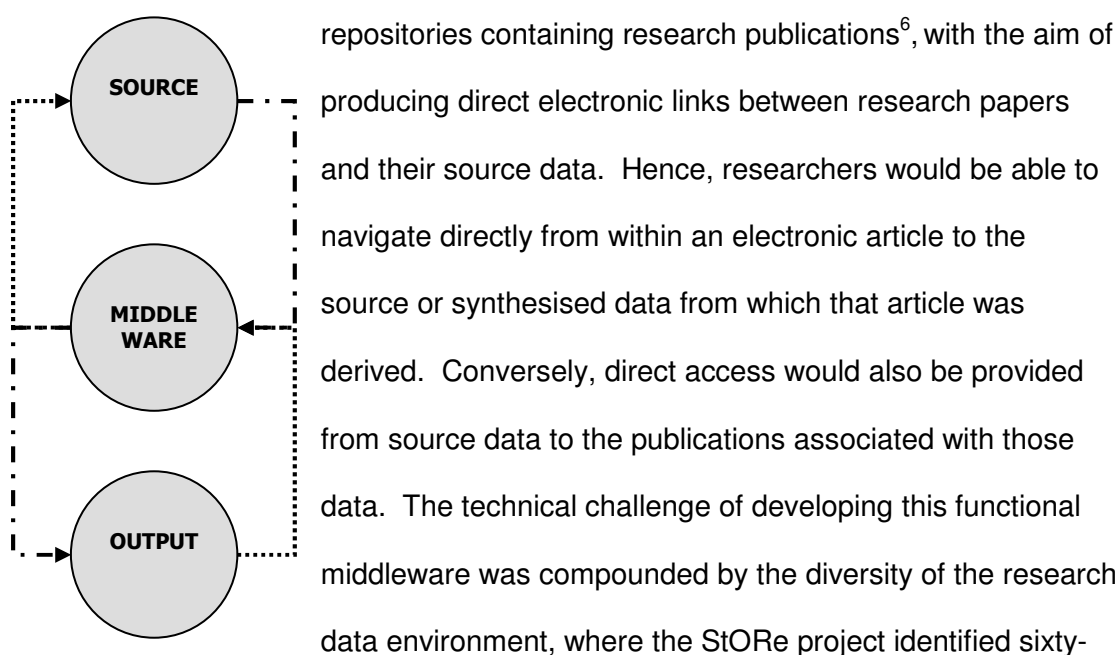 SOURCE
MIDDLE
WARE
OUTPUT
repositories containing research publications6, with the aim of
producing direct electronic links between research papers
and their source data.  Hence, researchers would be able to
navigate directly from within an electronic article to the
source or synthesised data from which that article was
derived.  Conversely, direct access would also be provided
from source data to the publications associated with those
data.  The technical challenge of developing this functional
middleware was compounded by the diversity of the research
data environment, where the StORe project identified sixty-